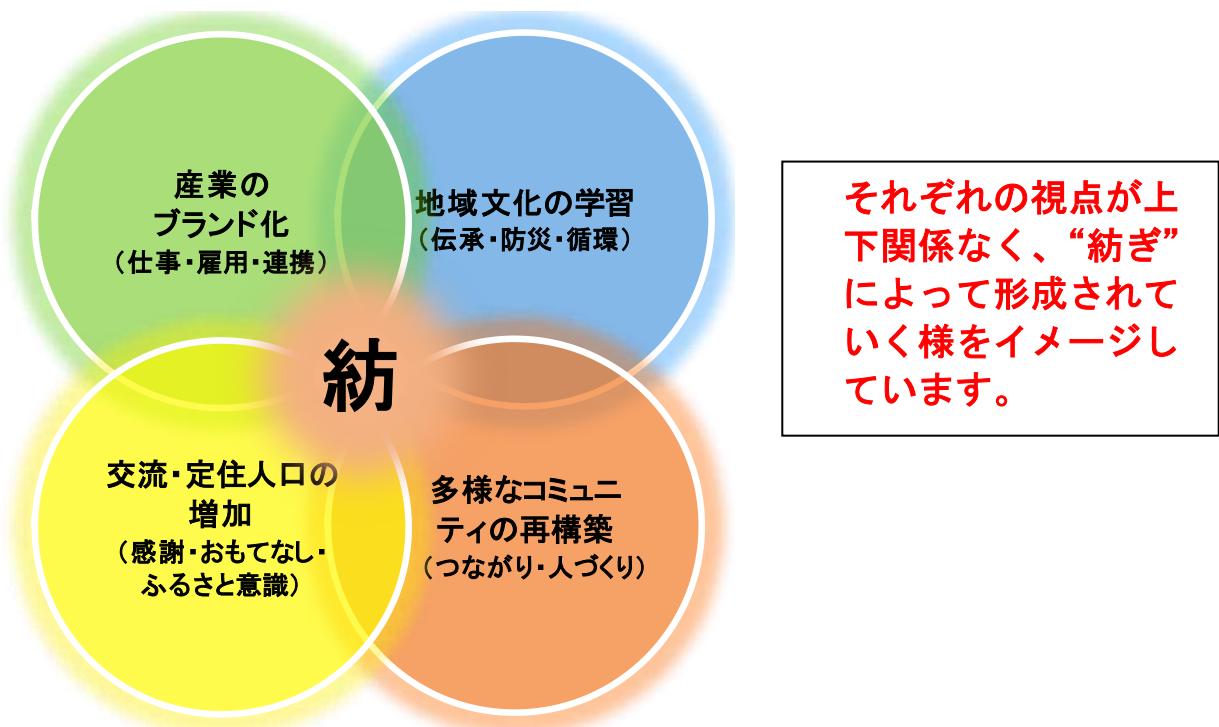 産業の
ブランド化
（仕事・雇用・連携）
地域文化の学習
（伝承・防災・循環）
紡
交流・定住人口の
増加
（感謝・おもてなし・
ふるさと意識）
多様なコミュニ
ティの再構築
（つながり・人づくり）
それぞれの視点が上
下関係なく、“紡ぎ”
によって形成されて
いく様をイメージし
ています。